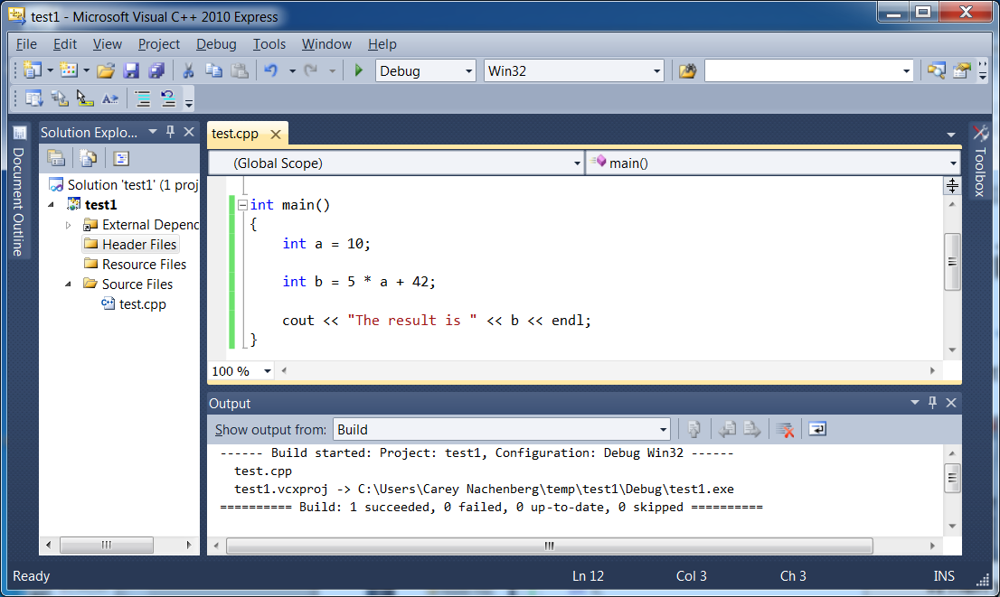 test1 - Microsoft Visual C++ 2010 Express
File Edit View Project Debug Tools Window Help
Debug Win32
Document Outline
Solution Explo...
Solution 'test1' (1 proj
test1
External Depenc
Header Files
Resource Files
Source Files
test.cpp
test.cpp
(Global Scope) main()
int main()
{
int a = 10;
int b = 5 * a + 42;
cout << "The result is " << b << endl;
}
100 %
Toolbox
Output
Show output from: Build
------ Build started: Project: test1, Configuration: Debug Win32 ------
test.cpp
test1.vcxproj -> C:\Users\Carey Nachenberg\temp\test1\Debug\test1.exe
========== Build: 1 succeeded, 0 failed, 0 up-to-date, 0 skipped ==========
Ready Ln 12 Col 3 Ch 3 INS